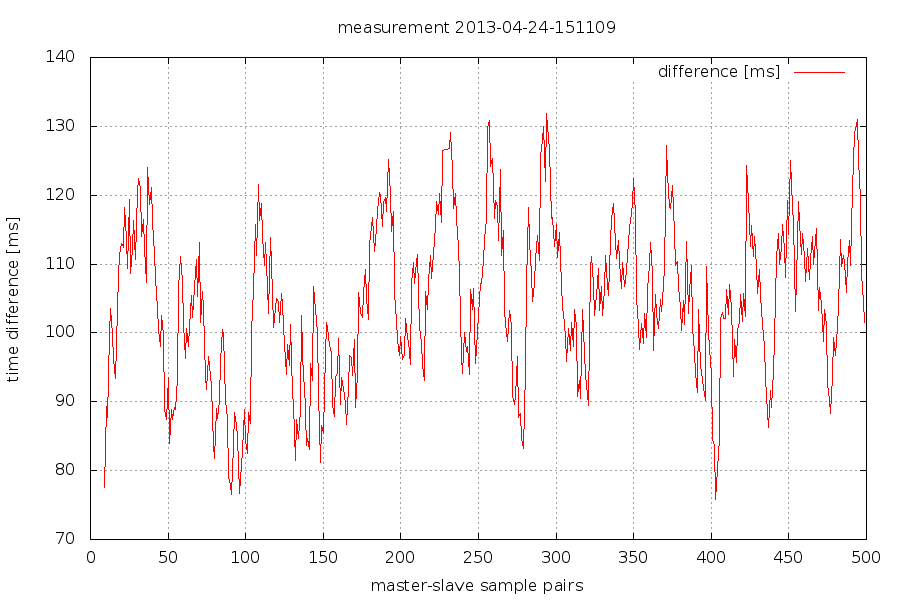 measurement 2013-04-24-151109
difference [ms]
140
130
120
110
100
90
80
70
time difference [ms]
0 50 100 150 200 250 300 350 400 450 500
master-slave sample pairs